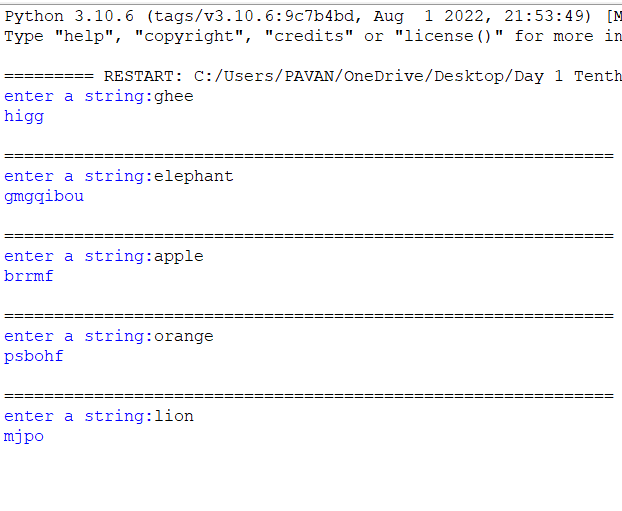 Python 3.10.6 (tags/v3.10.6:9c7b4bd, Aug  1 2022, 21:53:49) [M
Type "help", "copyright", "credits" or "license()" for more in
========= RESTART: C:/Users/PAVAN/OneDrive/Desktop/Day 1 Tenth
enter a string:ghee
higg
=============================================================
enter a string:elephant
gmgqibou
=============================================================
enter a string:apple
brrmf
=============================================================
enter a string:orange
psbohf
=============================================================
enter a string:lion
mjpo